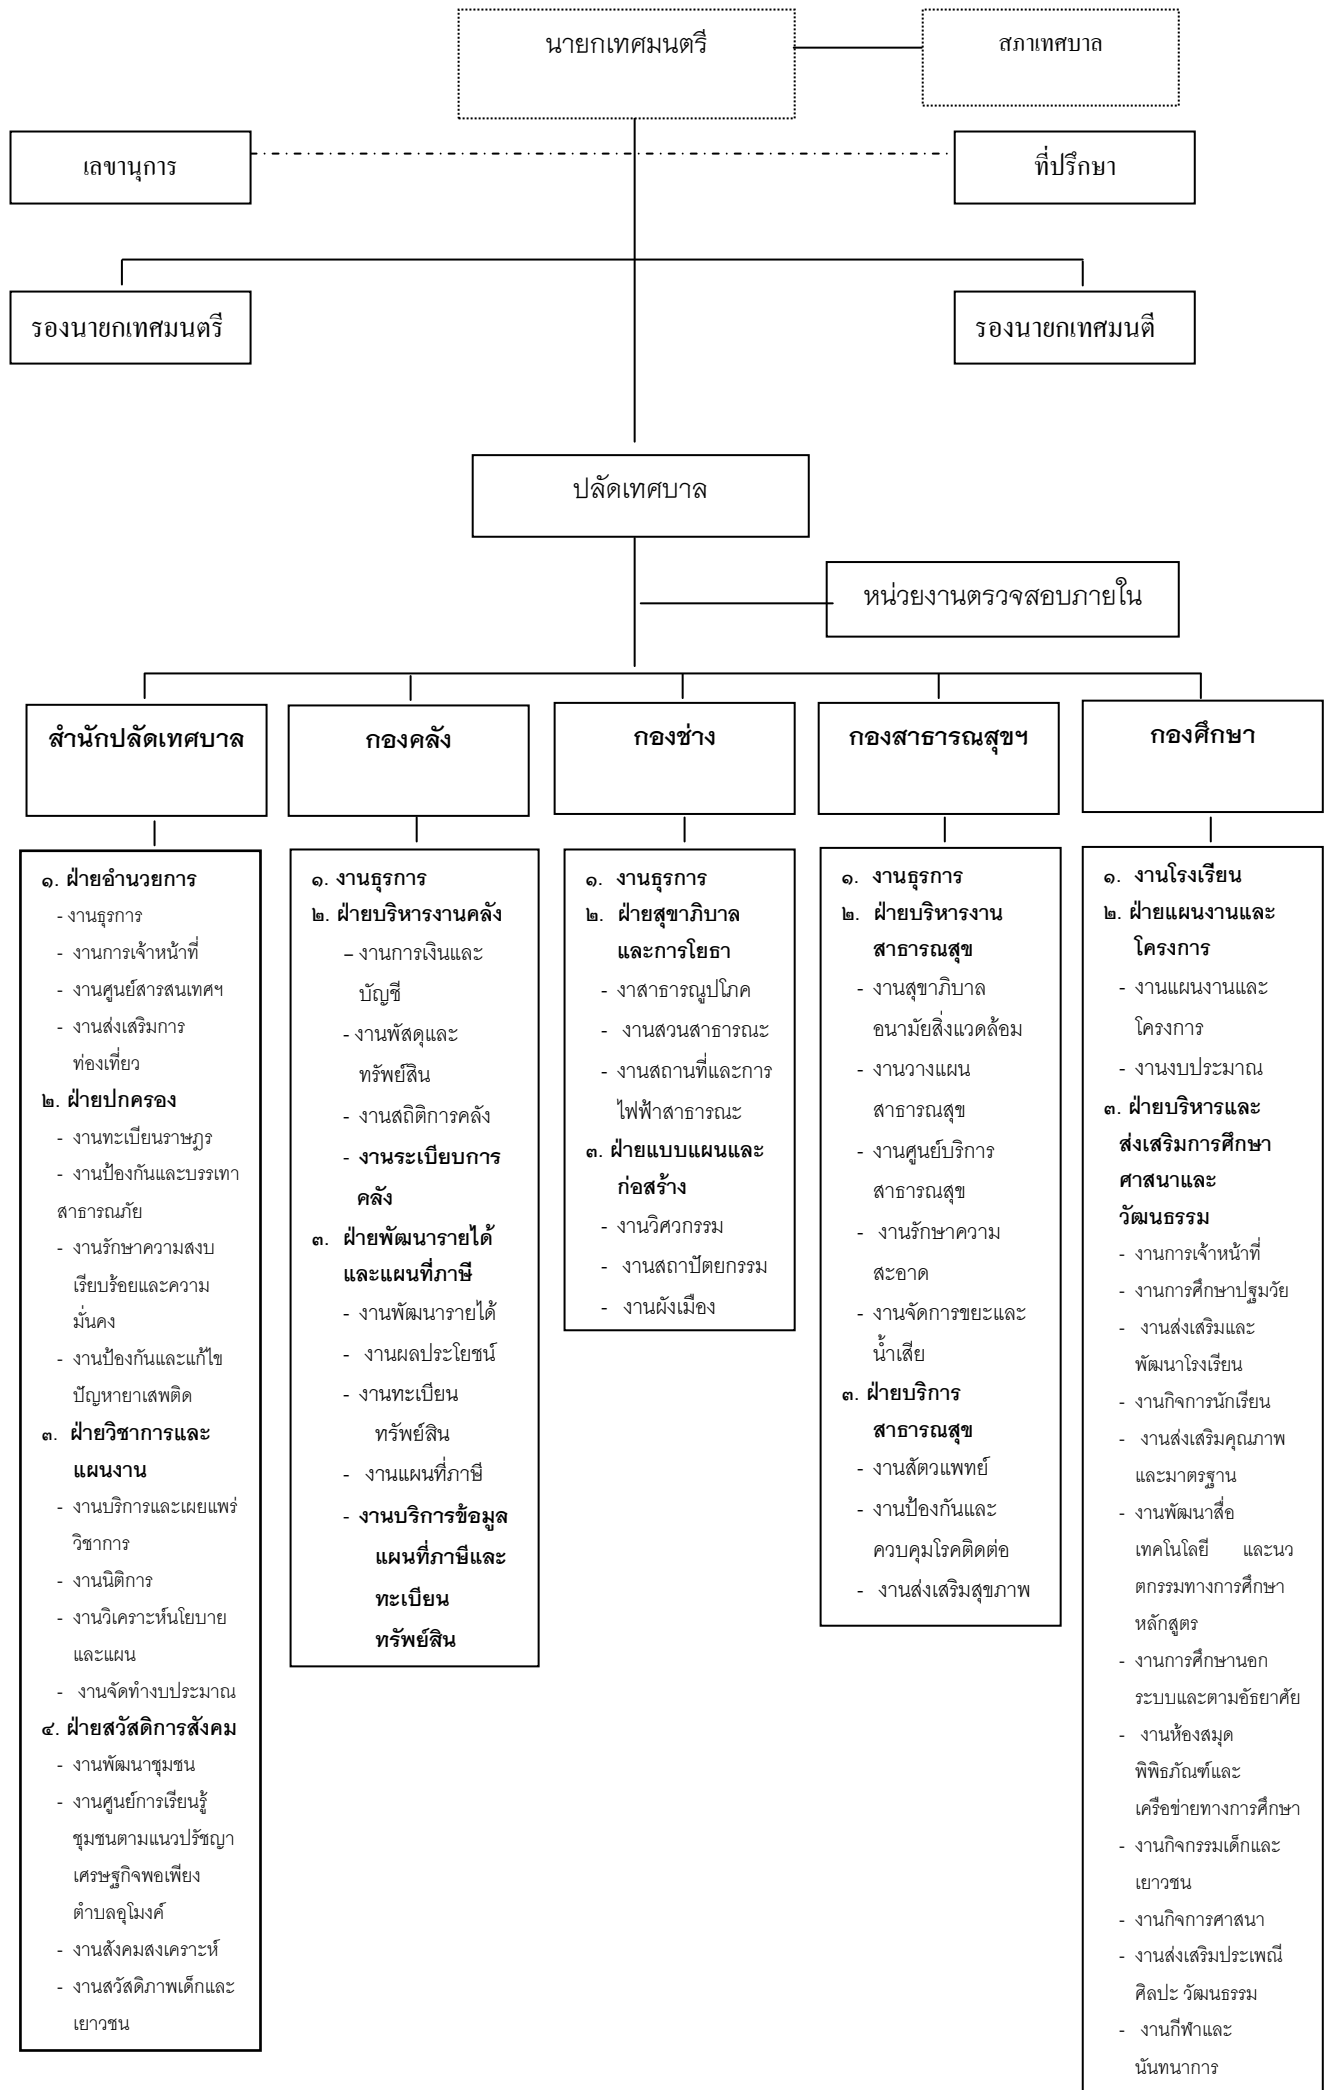 นายกเทศมนตรี
สภาเทศบาล
เลขานุการ
ที่ปรึกษา
รองนายกเทศมนตรี
รองนายกเทศมนตี
ปลัดเทศบาล
หน่วยงานตรวจสอบภายใน
สำนักปลัดเทศบาล
กองคลัง
กองช่าง
กองสาธารณสุขฯ
กองศึกษา
๑. ฝ่ายอำนวยการ
- งานธุรการ
- งานการเจ้าหน้าที่
- งานศูนย์สารสนเทศฯ
- งานส่งเสริมการ
ท่องเที่ยว
๒. ฝ่ายปกครอง
- งานทะเบียนราษฎร
- งานป้องกันและบรรเทา
สาธารณภัย
- งานรักษาความสงบ
เรียบร้อยและความ
มั่นคง
- งานป้องกันและแก้ไข
ปัญหายาเสพติด
๓. ฝ่ายวิชาการและ
แผนงาน
- งานบริการและเผยแพร่
วิชาการ
- งานนิติการ
- งานวิเคราะห์นโยบาย
และแผน
- งานจัดทำงบประมาณ
๔. ฝ่ายสวัสดิการสังคม
- งานพัฒนาชุมชน
- งานศูนย์การเรียนรู้
ชุมชนตามแนวปรัชญา
เศรษฐกิจพอเพียง
ตำบลอุโมงค์
- งานสังคมสงเคราะห์
- งานสวัสดิภาพเด็กและ
เยาวชน
๑. งานธุรการ
๒. ฝ่ายบริหารงานคลัง
– งานการเงินและ
บัญชี
- งานพัสดุและ
ทรัพย์สิน
- งานสถิติการคลัง
- งานระเบียบการ
คลัง
๓. ฝ่ายพัฒนารายได้
และแผนที่ภาษี
- งานพัฒนารายได้
- งานผลประโยชน์
- งานทะเบียน
ทรัพย์สิน
- งานแผนที่ภาษี
- งานบริการข้อมูล
แผนที่ภาษีและ
ทะเบียน
ทรัพย์สิน
๑. งานธุรการ
๒. ฝ่ายสุขาภิบาล
และการโยธา
- งาสาธารณูปโภค
- งานสวนสาธารณะ
- งานสถานที่และการ
ไฟฟ้าสาธารณะ
๓. ฝ่ายแบบแผนและ
ก่อสร้าง
- งานวิศวกรรม
- งานสถาปัตยกรรม
- งานผังเมือง
๑. งานธุรการ
๒. ฝ่ายบริหารงาน
สาธารณสุข
- งานสุขาภิบาล
อนามัยสิ่งแวดล้อม
- งานวางแผน
สาธารณสุข
- งานศูนย์บริการ
สาธารณสุข
- งานรักษาความ
สะอาด
- งานจัดการขยะและ
น้ำเสีย
๓. ฝ่ายบริการ
สาธารณสุข
- งานสัตวแพทย์
- งานป้องกันและ
ควบคุมโรคติดต่อ
- งานส่งเสริมสุขภาพ
๑. งานโรงเรียน
๒. ฝ่ายแผนงานและ
โครงการ
- งานแผนงานและ
โครงการ
- งานงบประมาณ
๓. ฝ่ายบริหารและ
ส่งเสริมการศึกษา
ศาสนาและ
วัฒนธรรม
- งานการเจ้าหน้าที่
- งานการศึกษาปฐมวัย
- งานส่งเสริมและ
พัฒนาโรงเรียน
- งานกิจการนักเรียน
- งานส่งเสริมคุณภาพ
และมาตรฐาน
- งานพัฒนาสื่อ
เทคโนโลยี และนว
ตกรรมทางการศึกษา
หลักสูตร
- งานการศึกษานอก
ระบบและตามอัธยาศัย
- งานห้องสมุด
พิพิธภัณฑ์และ
เครือข่ายทางการศึกษา
- งานกิจกรรมเด็กและ
เยาวชน
- งานกิจการศาสนา
- งานส่งเสริมประเพณี
ศิลปะ วัฒนธรรม
- งานกีฬาและ
นันทนาการ